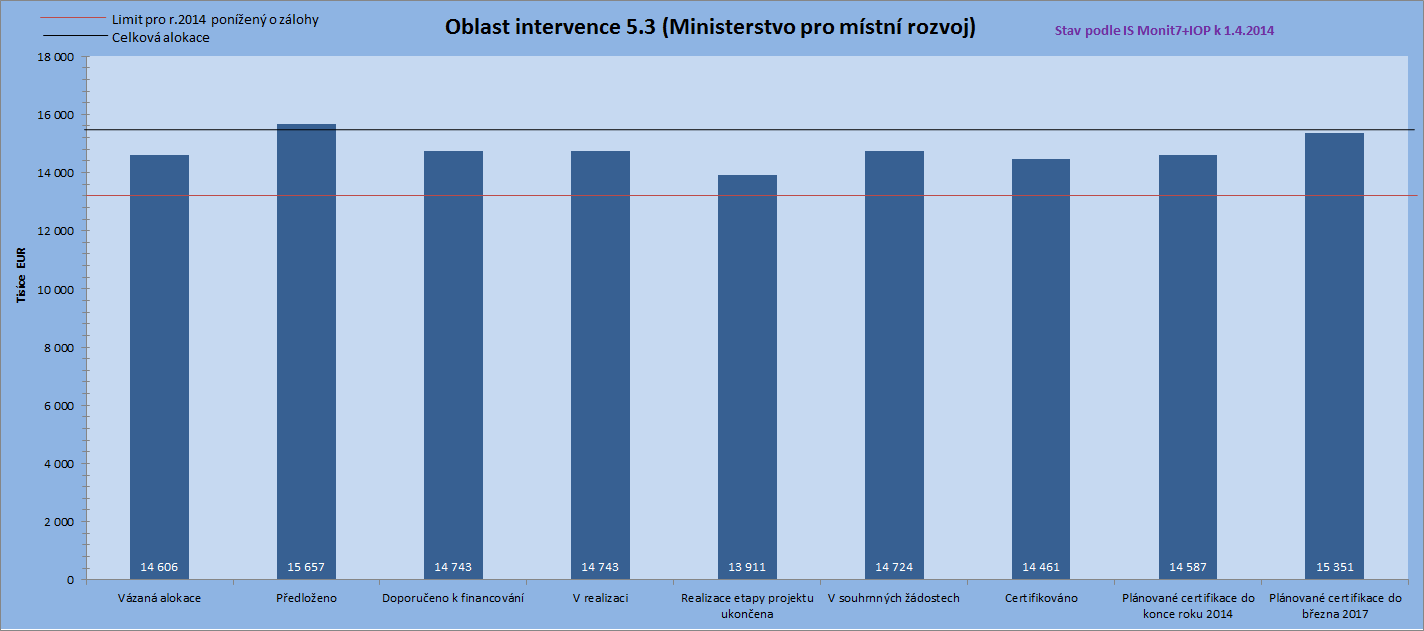 Limit pro r.2014 ponížený o zálohy
Celková alokace
Oblast intervence 5.3 (Ministerstvo pro místní rozvoj)
Stav podle IS Monit7+IOP k 1.4.2014
Tisíce EUR
18 000
16 000
14 000
12 000
10 000
8 000
6 000
4 000
2 000
0
14 606
15 657
14 743
14 743
13 911
14 724
14 461
14 587
15 351
Vázaná alokace
Předloženo
Doporučeno k financování
V realizaci
Realizace etapy projektu
ukončena
V souhrnných žádostech
Certifikováno
Plánované certifikace do
konce roku 2014
Plánované certifikace do
března 2017